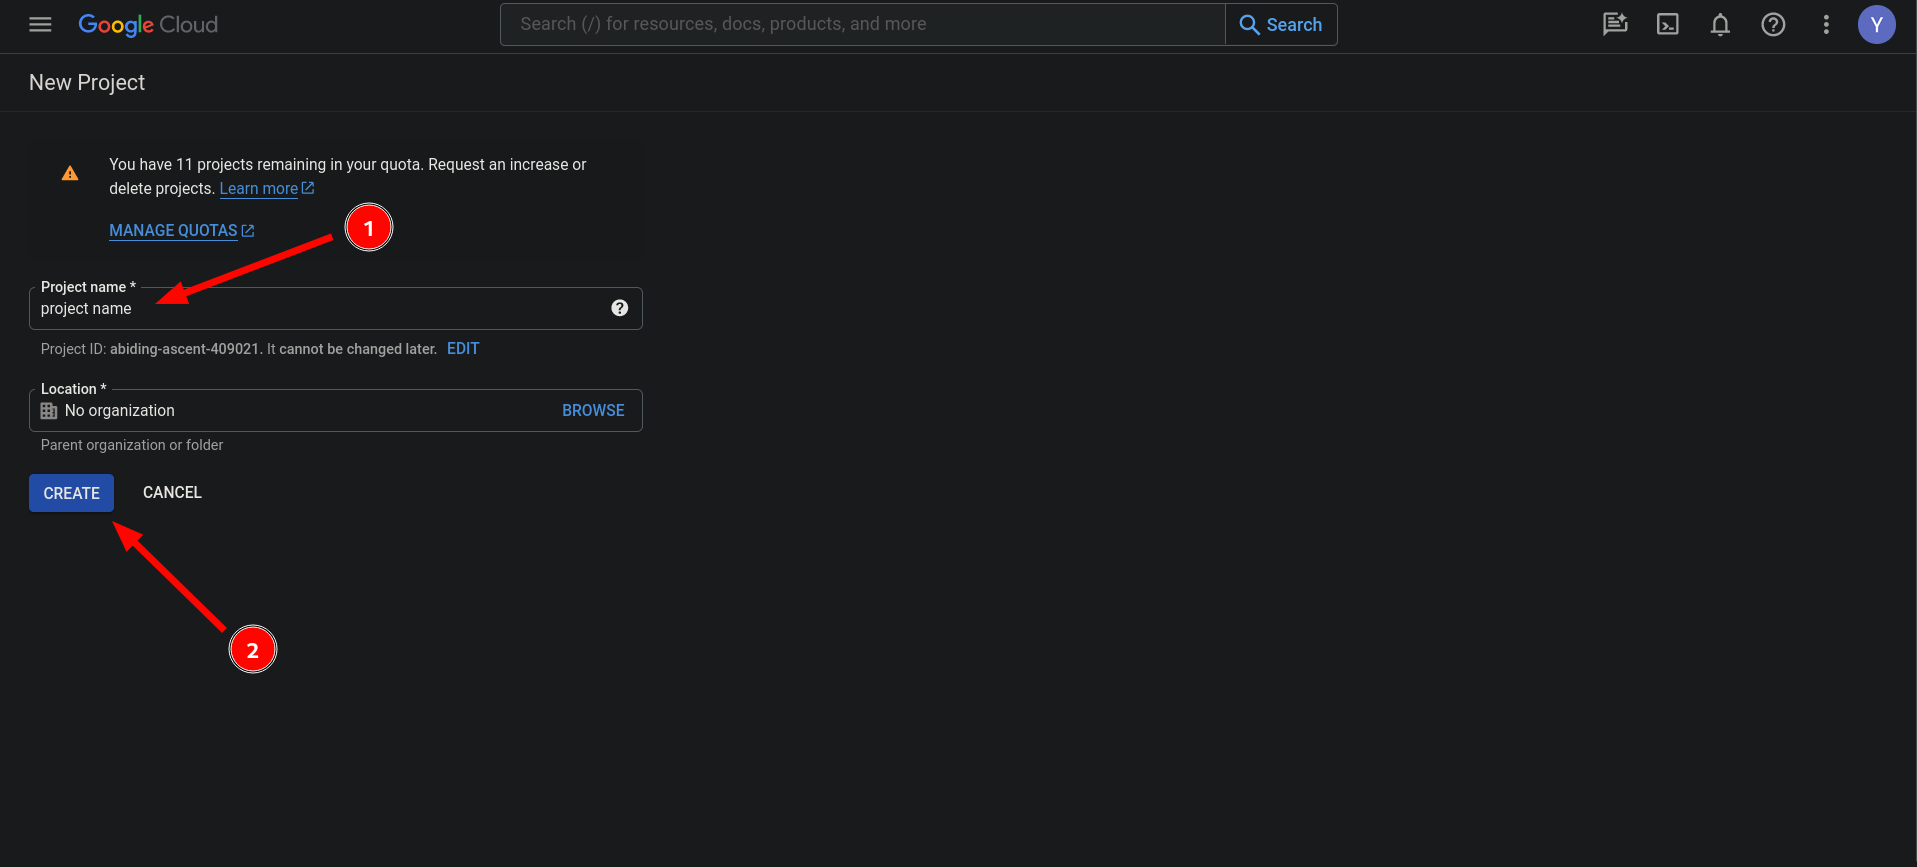 Google Cloud
Search (/) for resources, docs, products, and more
Search
Y
New Project
You have 11 projects remaining in your quota. Request an increase or
delete projects. Learn more
MANAGE QUOTAS
1
Project name *
project name
Project ID: abiding-ascent-409021. It cannot be changed later. EDIT
Location *
No organization BROWSE
Parent organization or folder
CREATE CANCEL
2